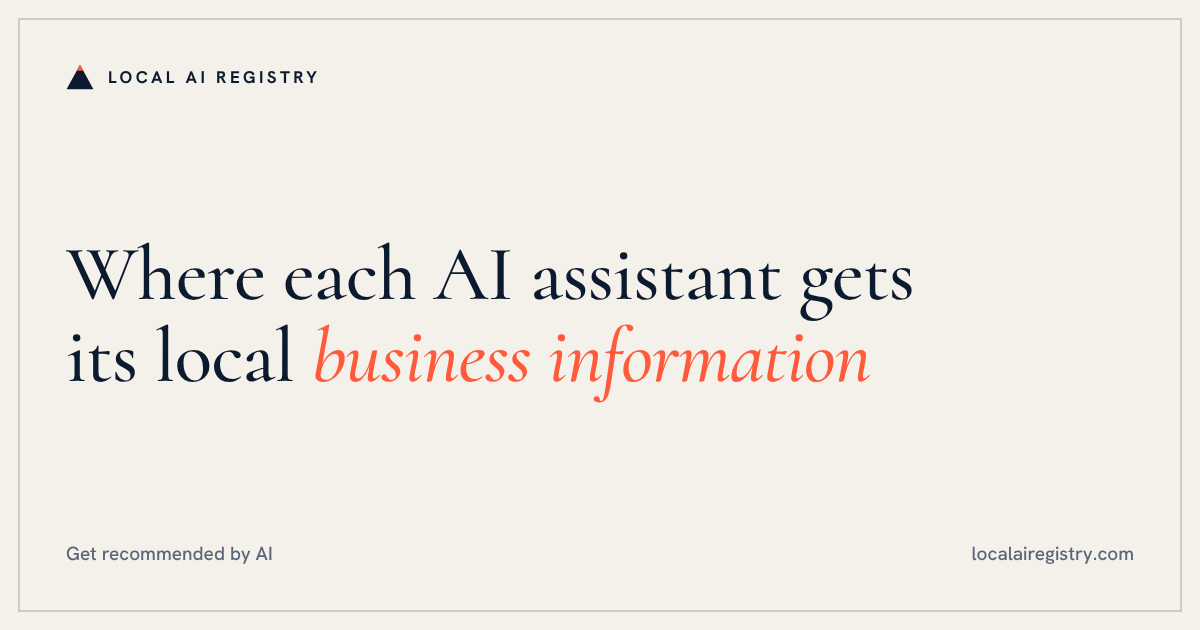 LOCAL AI REGISTRY
Where each AI assistant gets
its local business information
Get recommended by AI
localairegistry.com